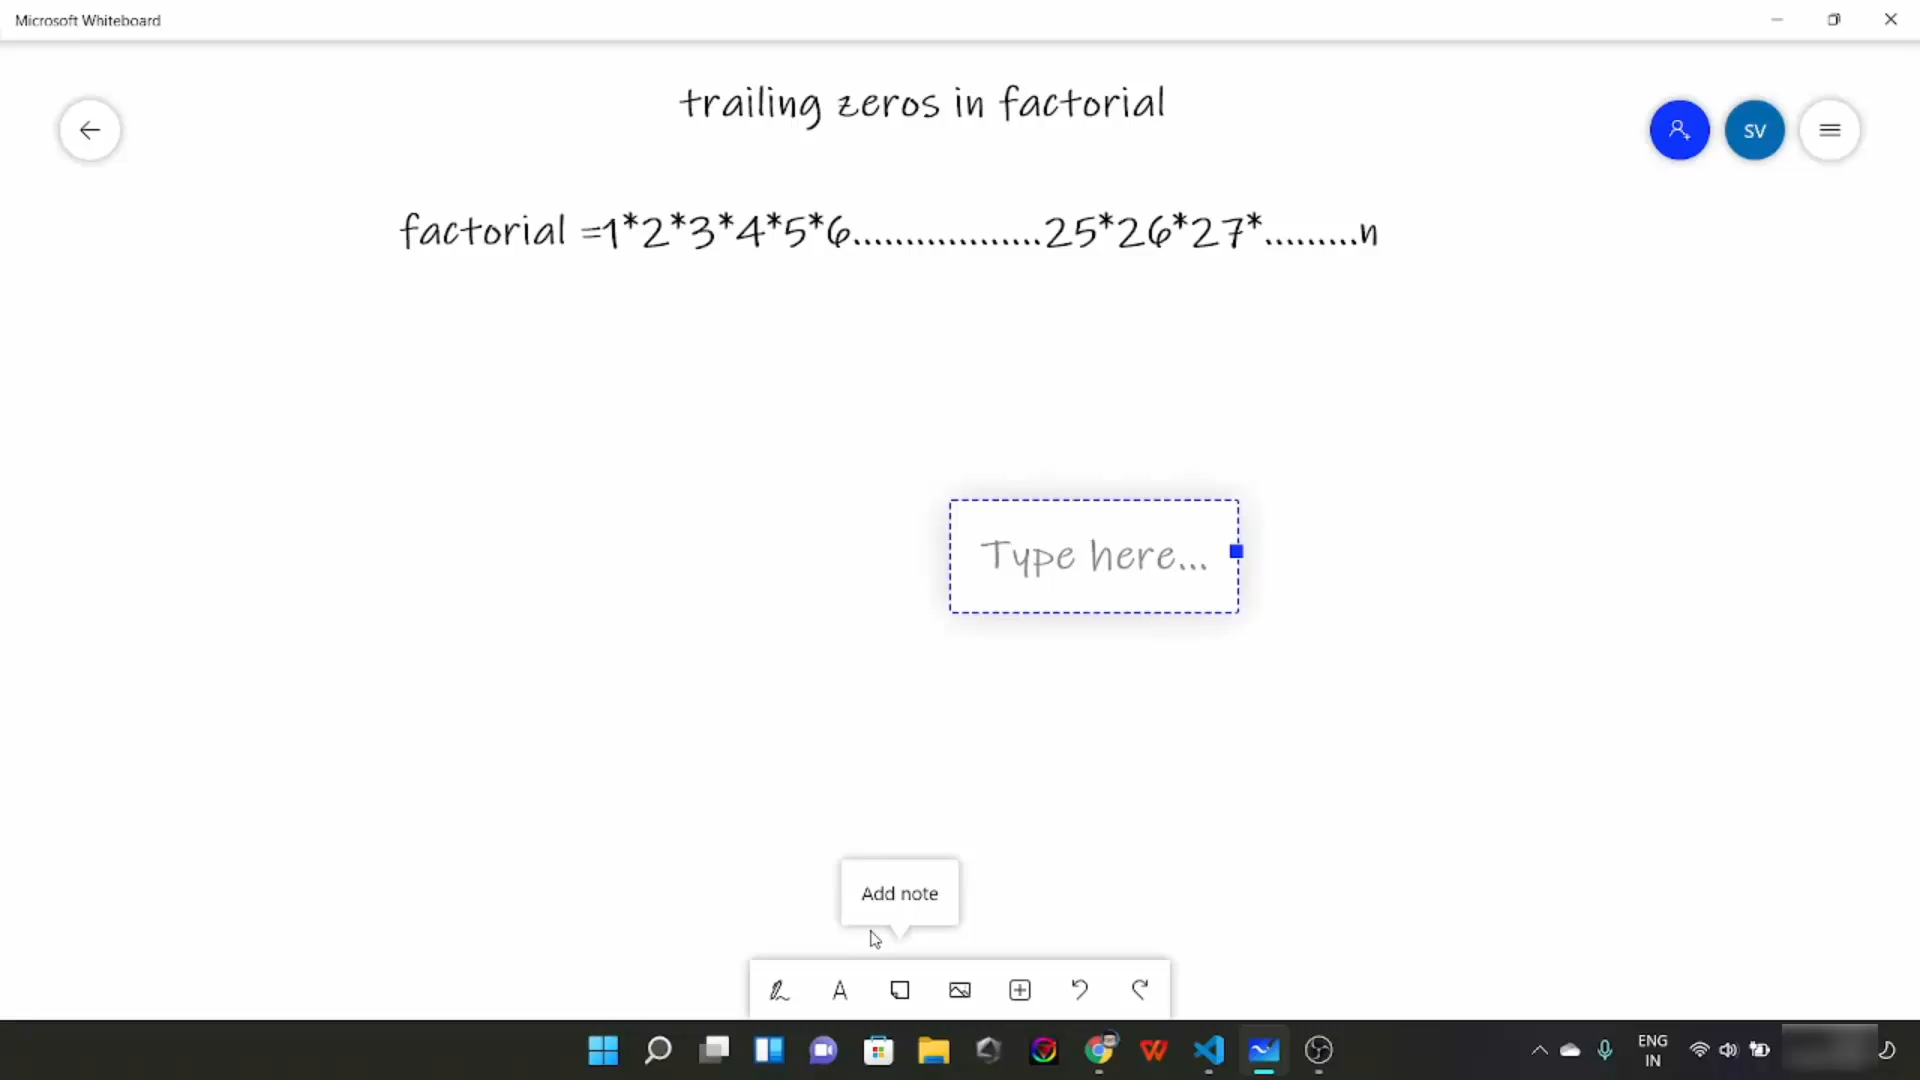 Microsoft Whiteboard
trailing zeros in factorial
SV
factorial =1*2*3*4*5*6..................25*26*27*.........n
Type here...
Add note
ENG
IN